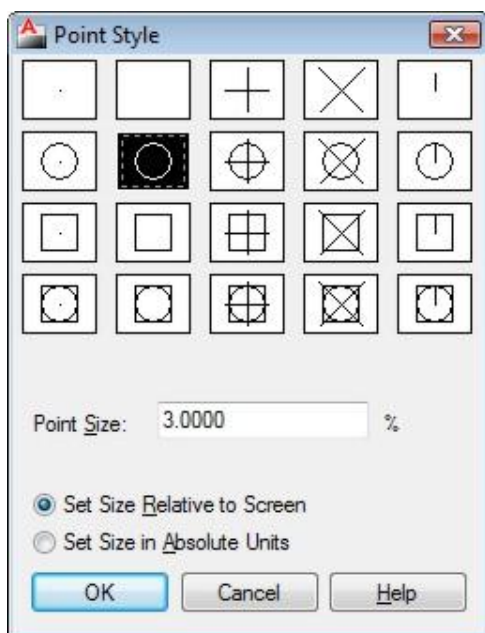 Point Style
Point Size: 3.0000 %
Set Size Relative to Screen
Set Size in Absolute Units
OK Cancel Help